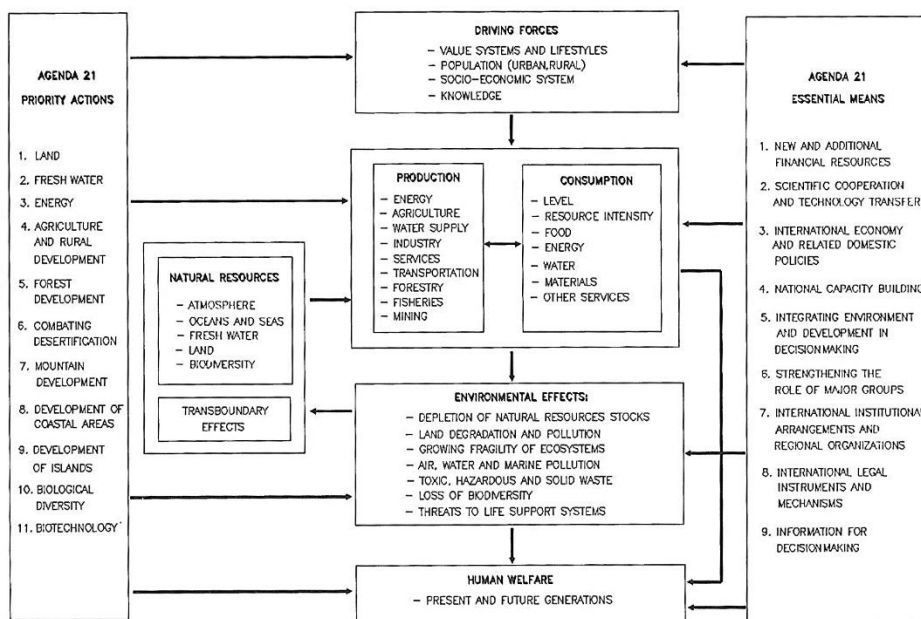 AGENDA 21
PRIORITY ACTIONS
1. LAND
2. FRESH WATER
3. ENERGY
4. AGRICULTURE
AND RURAL
DEVELOPMENT
5. FOREST
DEVELOPMENT
6. COMBATING
DESERTIFICATION
7. MOUNTAIN
DEVELOPMENT
8. DEVELOPMENT OF
COASTAL AREAS
9. DEVELOPMENT
OF ISLANDS
10. BIOLOGICAL
DIVERSITY
11. BIOTECHNOLOGY
NATURAL RESOURCES
- ATMOSPHERE
- OCEANS AND SEAS
- FRESH WATER
- LAND
- BIODIVERSITY
TRANSBOUNDARY
EFFECTS
DRIVING FORCES
- VALUE SYSTEMS AND LIFESTYLES
- POPULATION (URBAN,RURAL)
- SOCIO-ECONOMIC SYSTEM
- KNOWLEDGE
PRODUCTION
- ENERGY
- AGRICULTURE
- WATER SUPPLY
- INDUSTRY
- SERVICES
- TRANSPORTATION
- FORESTRY
- FISHERIES
- MINING
CONSUMPTION
- LEVEL
- RESOURCE INTENSITY
- FOOD
- ENERGY
- WATER
- MATERIALS
- OTHER SERVICES
ENVIRONMENTAL EFFECTS:
- DEPLETION OF NATURAL RESOURCES STOCKS
- LAND DEGRADATION AND POLLUTION
- GROWING FRAGILITY OF ECOSYSTEMS
- AIR, WATER AND MARINE POLLUTION
- TOXIC, HAZARDOUS AND SOLID WASTE
- LOSS OF BIODIVERSITY
- THREATS TO LIFE SUPPORT SYSTEMS
HUMAN WELFARE
- PRESENT AND FUTURE GENERATIONS
AGENDA 21
ESSENTIAL MEANS
1. NEW AND ADDITIONAL
FINANCIAL RESOURCES
2. SCIENTIFIC COOPERATION
AND TECHNOLOGY TRANSFER
3. INTERNATIONAL ECONOMY
AND RELATED DOMESTIC
POLICIES
4. NATIONAL CAPACITY BUILDING
5. INTEGRATING ENVIRONMENT
AND DEVELOPMENT IN
DECISIONMAKING
6. STRENGTHENING THE
ROLE OF MAJOR GROUPS
7. INTERNATIONAL INSTITUTIONAL
ARRANGEMENTS AND
REGIONAL ORGANIZATIONS
8. INTERNATIONAL LEGAL
INSTRUMENTS AND
MECHANISMS
9. INFORMATION FOR
DECISIONMAKING